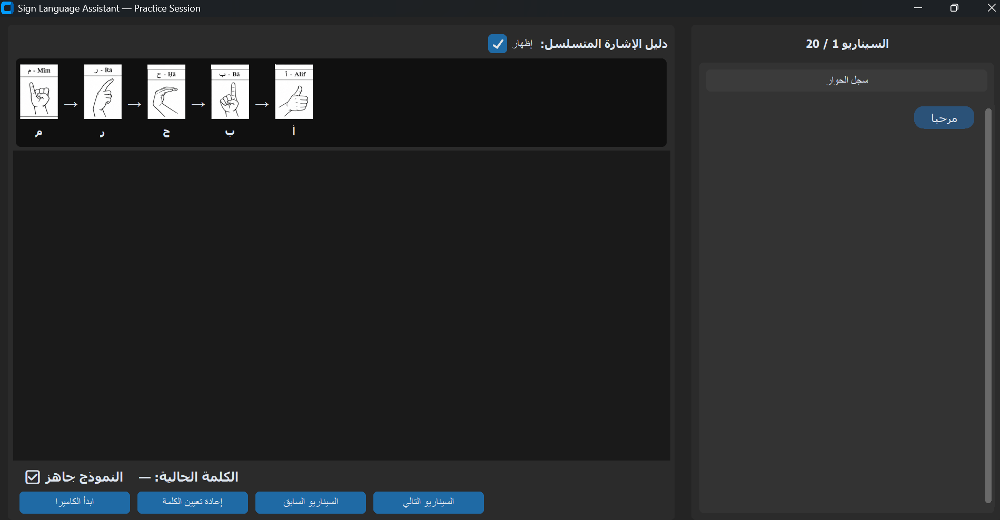 Sign Language Assistant — Practice Session
دليل الإشارة المتسلسل: إظهار
م - Mīm
ر - Rā
ح - Ḥā
ب - Bā
أ - Alif
→ → → →
م
ر
ح
ب
أ
السيناريو 1 / 20
سجل الحوار
مرحبا
الكلمة الحالية: —
النموذج جاهز
ابدأ الكاميرا
إعادة تعيين الكلمة
السيناريو السابق
السيناريو التالي